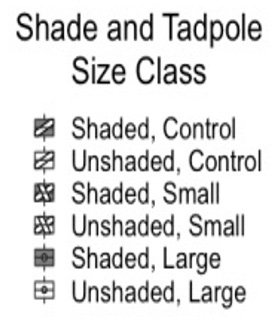 Shade and Tadpole
Size Class
Shaded, Control
Unshaded, Control
Shaded, Small
Unshaded, Small
Shaded, Large
Unshaded, Large